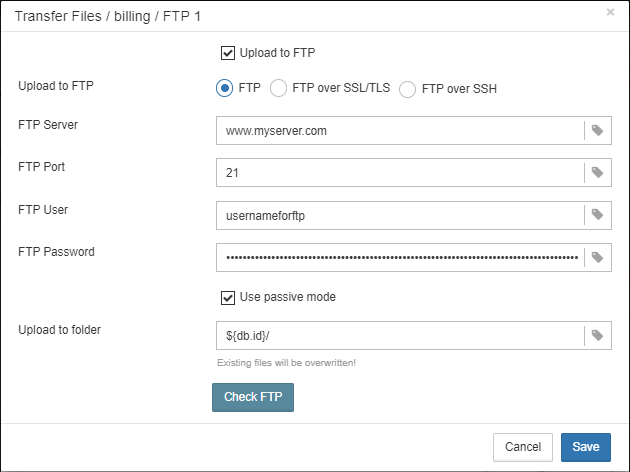 Transfer Files / billing / FTP 1 ×
Upload to FTP
Upload to FTP FTP FTP over SSL/TLS FTP over SSH
FTP Server www.myserver.com
FTP Port 21
FTP User usernameforftp
FTP Password
Use passive mode
Upload to folder ${db.id}/
Existing files will be overwritten!
Check FTP
Cancel Save